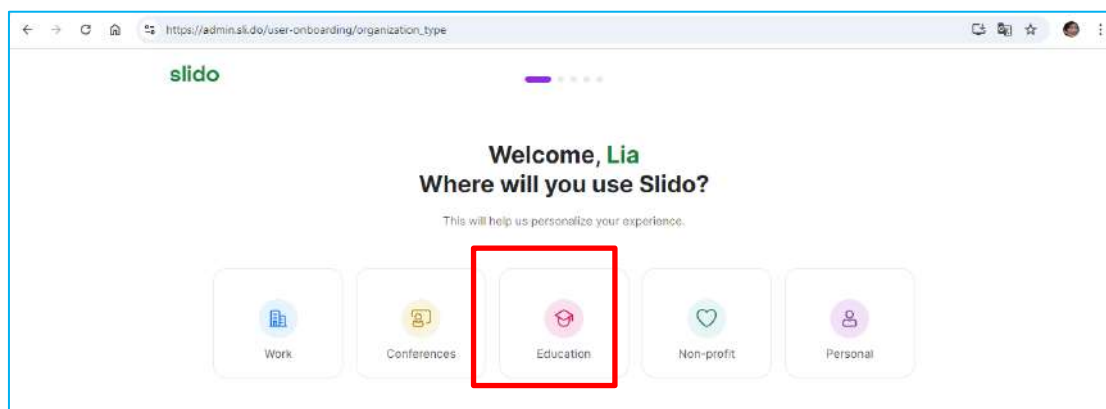 https://admin.sli.do/user-onboarding/organization_type
slido
Welcome, Lia
Where will you use Slido?
This will help us personalize your experience.
Work
Conferences
Education
Non-profit
Personal